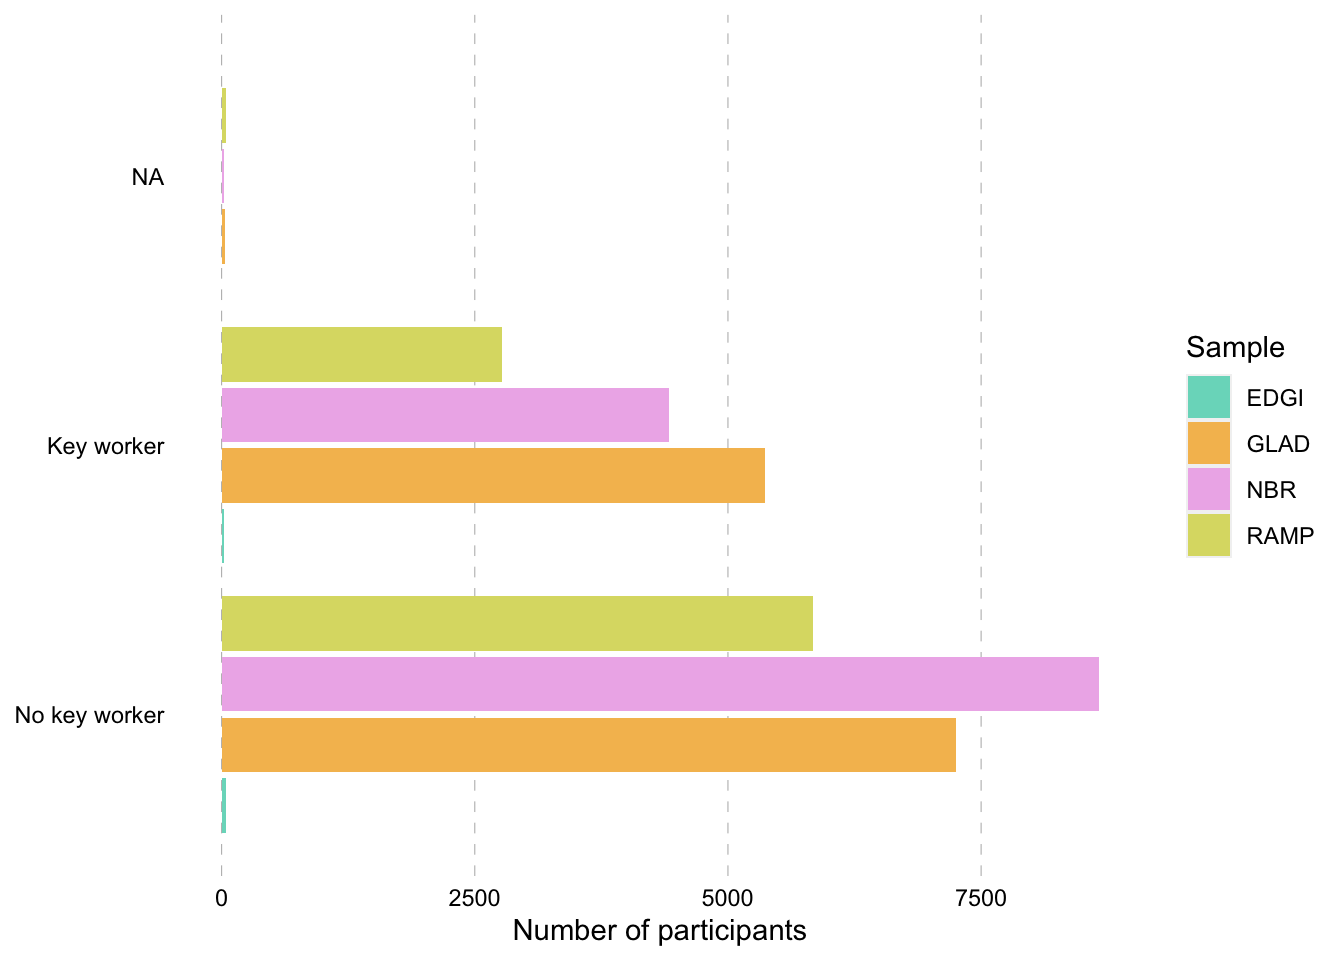 NA
Key worker
No key worker
0 2500 5000 7500
Number of participants
Sample
EDGI
GLAD
NBR
RAMP